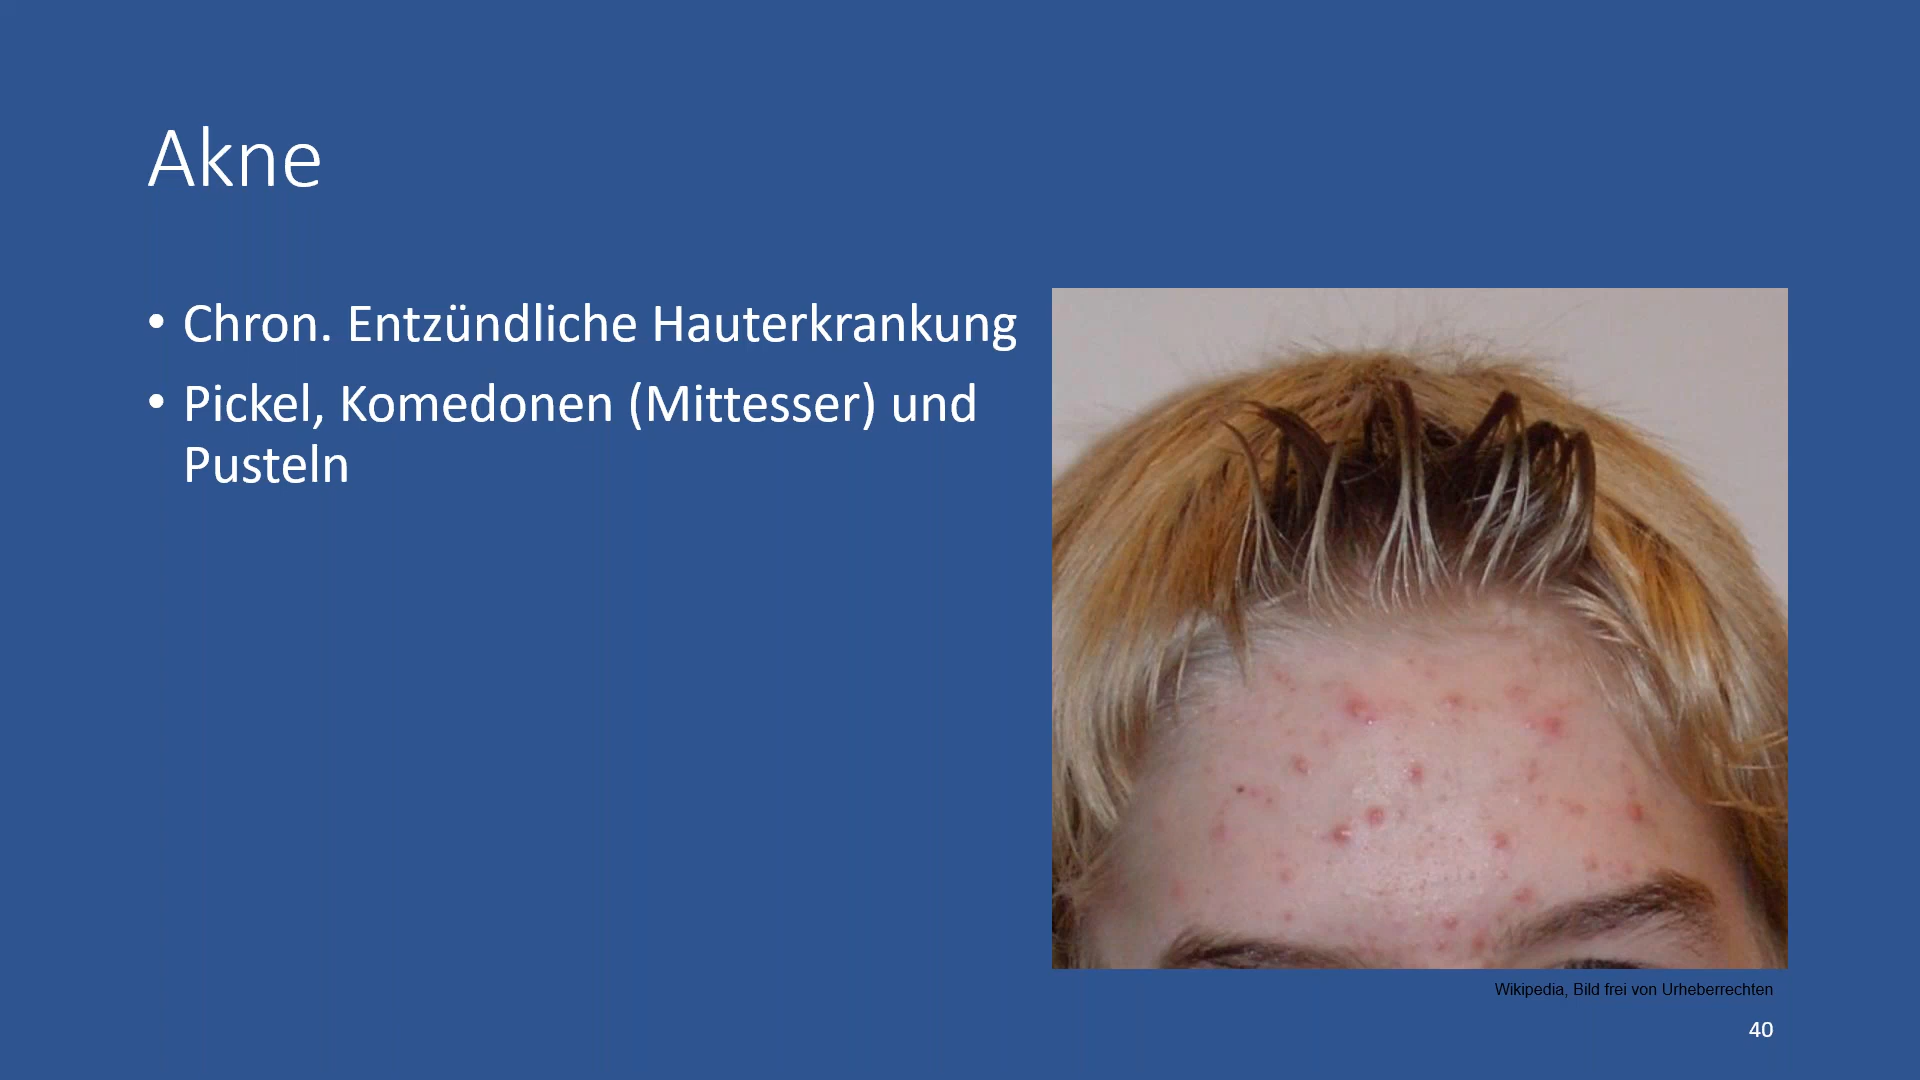 Akne
• Chron. Entzündliche Hauterkrankung
• Pickel, Komedonen (Mittesser) und
Pusteln
Wikipedia, Bild frei von Urheberrechten
40